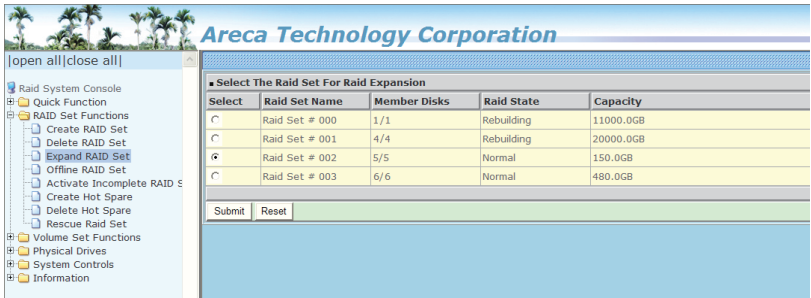 Areca Technology Corporation
|open all|close all|
Raid System Console
Quick Function
RAID Set Functions
Create RAID Set
Delete RAID Set
Expand RAID Set
Offline RAID Set
Activate Incomplete RAID S
Create Hot Spare
Delete Hot Spare
Rescue Raid Set
Volume Set Functions
Physical Drives
System Controls
Information
Select The Raid Set For Raid Expansion
Select Raid Set Name Member Disks Raid State Capacity
Raid Set # 000 1/1 Rebuilding 11000.0GB
Raid Set # 001 4/4 Rebuilding 20000.0GB
Raid Set # 002 5/5 Normal 150.0GB
Raid Set # 003 6/6 Normal 480.0GB
Submit Reset